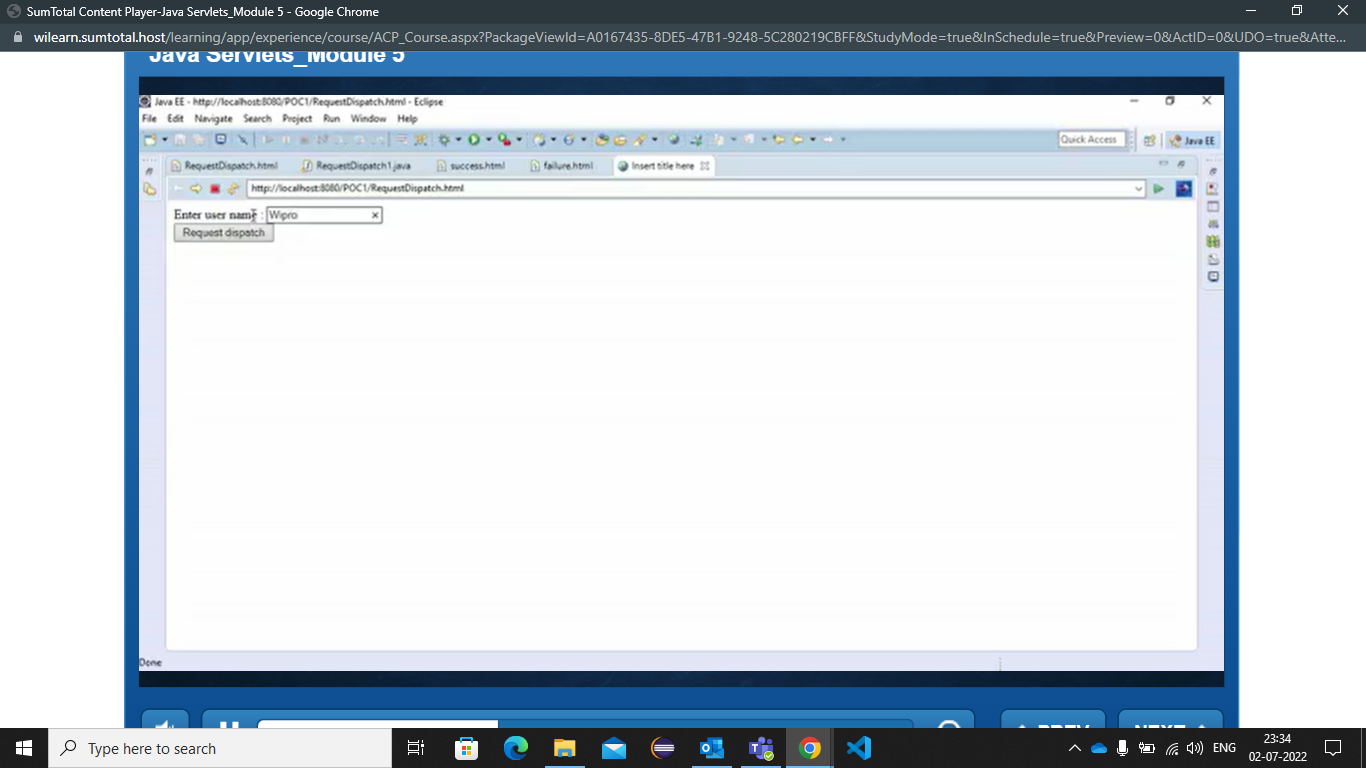 SumTotal Content Player-Java Servlets_Module 5 - Google Chrome
wilearn.sumtotal.host/learning/app/experience/course/ACP_Course.aspx?PackageViewId=A0167435-8DE5-47B1-9248-5C280219CBFF&StudyMode=true&InSchedule=true&Preview=0&ActID=0&UDO=true&Atte...
Java Servlets_Module 5
Java EE - http://localhost:8080/POC1/RequestDispatch.html - Eclipse
File Edit Navigate Search Project Run Window Help
Quick Access Java EE
RequestDispatch.html RequestDispatch1.java success.html failure.html Insert title here
http://localhost:8080/POC1/RequestDispatch.html
Enter user name : Wipro
Request dispatch
Done
PREV NEXT
Type here to search
ENG 23:34
02-07-2022